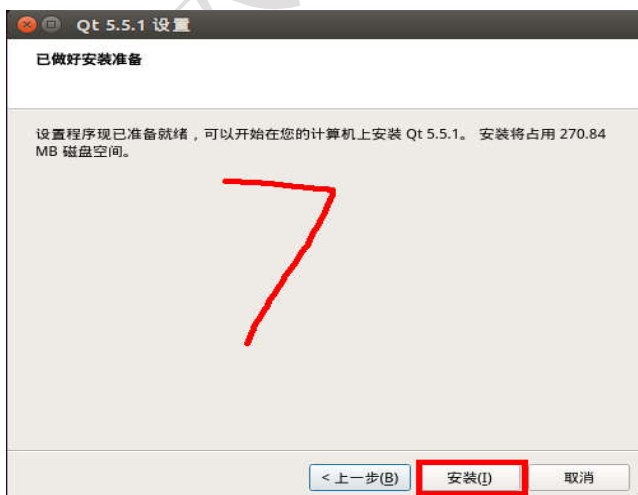 Qt 5.5.1 设置
已做好安装准备
设置程序现已准备就绪，可以开始在您的计算机上安装 Qt 5.5.1。 安装将占用 270.84
MB 磁盘空间。
7
< 上一步(B) 安装(I) 取消